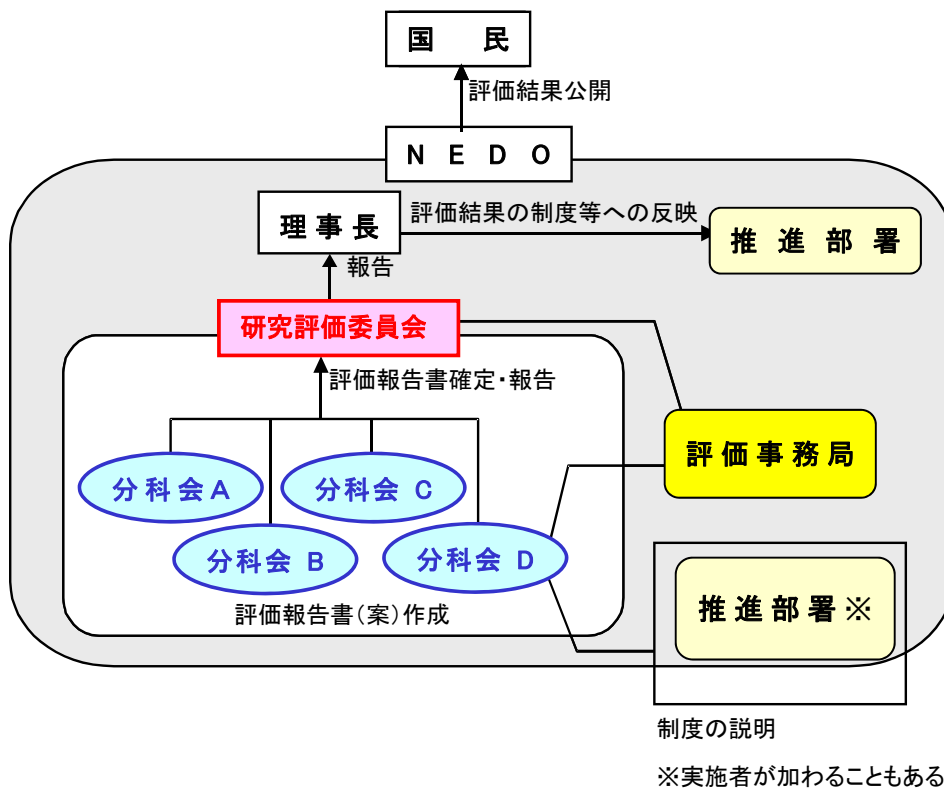 国 民
評価結果公開
N E D O
理事長
評価結果の制度等への反映
推進部署
報告
研究評価委員会
評価報告書確定・報告
評価事務局
分科会A
分科会 C
分科会 B
分科会 D
推進部署※
評価報告書(案)作成
制度の説明
※実施者が加わることもある